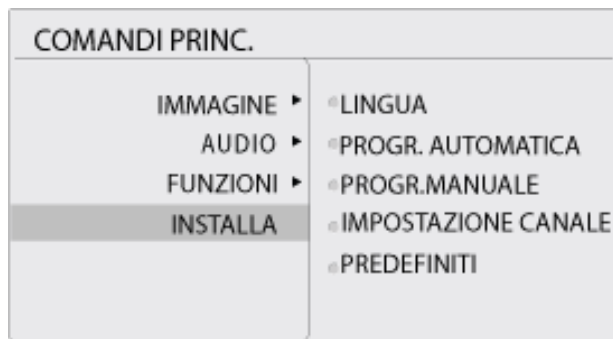 COMANDI PRINC.
IMMAGINE
AUDIO
FUNZIONI
INSTALLA
LINGUA
PROGR. AUTOMATICA
PROGR.MANUALE
IMPOSTAZIONE CANALE
PREDEFINITI